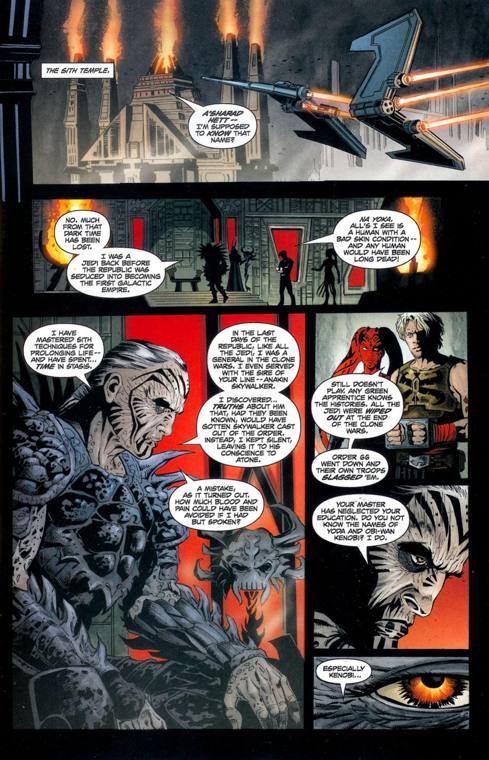 THE SITH TEMPLE.
A'SHARAD
HETT --
I'M SUPPOSED
TO KNOW THAT
NAME?
NO. MUCH
FROM THAT
DARK TIME
HAS BEEN
LOST.
I WAS A
JEDI BACK BEFORE
THE REPUBLIC WAS
SEDUCED INTO BECOMING
THE FIRST GALACTIC
EMPIRE.
NA YOKA.
ALL'S I SEE IS
A HUMAN WITH A
BAD SKIN CONDITION --
AND ANY HUMAN
WOULD HAVE BEEN
LONG DEAD!
I HAVE
MASTERED SITH
TECHNIQUES FOR
PROLONGING LIFE --
AND HAVE SPENT...
TIME IN STASIS.
IN THE LAST
DAYS OF THE
REPUBLIC, LIKE ALL
THE JEDI, I WAS A
GENERAL IN THE CLONE
WARS. I EVEN SERVED
WITH THE SIRE OF
YOUR LINE -- ANAKIN
SKYWALKER.
I DISCOVERED...
TRUTHS ABOUT HIM
THAT, HAD THEY BEEN
KNOWN, WOULD HAVE
GOTTEN SKYWALKER CAST
OUT OF THE ORDER.
INSTEAD, I KEPT SILENT,
LEAVING IT TO HIS
CONSCIENCE TO
ATONE.
A MISTAKE,
AS IT TURNED OUT.
HOW MUCH BLOOD AND
PAIN COULD HAVE BEEN
AVOIDED IF I HAD
BUT SPOKEN?
STILL DOESN'T
PLAY. ANY GREEN
APPRENTICE KNOWS
THE HISTORIES. ALL THE
JEDI WERE WIPED
OUT AT THE END
OF THE CLONE
WARS.
ORDER 66
WENT DOWN AND
THEIR OWN TROOPS
SLAGGED 'EM.
YOUR MASTER
HAS NEGLECTED YOUR
EDUCATION. DO YOU NOT
KNOW THE NAMES OF
YODA AND OBI-WAN
KENOBI? I DO.
ESPECIALLY
KENOBI...